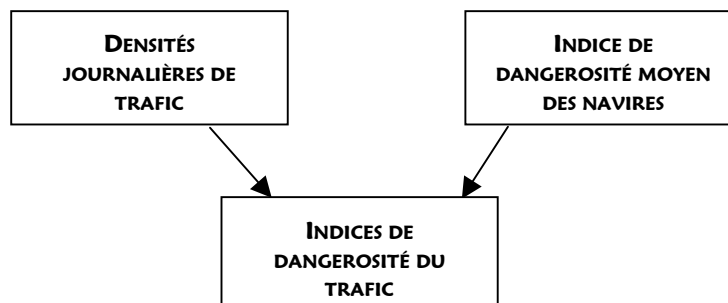 DENSITÉS
JOURNALIÈRES DE
TRAFIC
INDICE DE
DANGEROSITÉ MOYEN
DES NAVIRES
INDICES DE
DANGEROSITÉ DU
TRAFIC